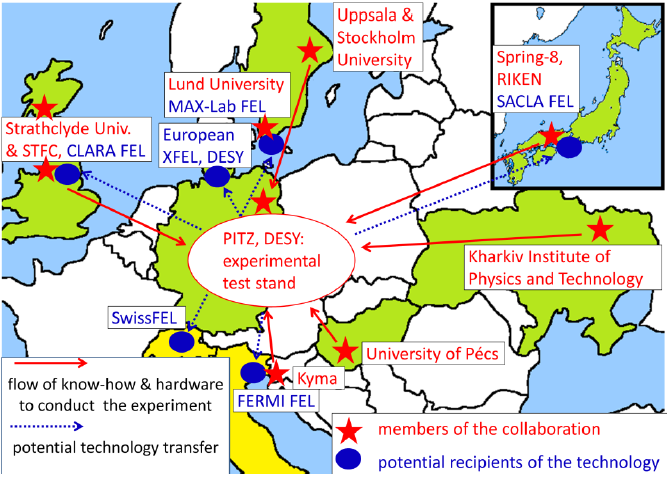 Uppsala &
Stockholm
University
Spring-8,
RIKEN
SACLA FEL
Lund University
MAX-Lab FEL
Strathclyde Univ.
& STFC, CLARA FEL
European
XFEL, DESY
PITZ, DESY:
experimental
test stand
Kharkiv Institute of
Physics and Technology
SwissFEL
University of Pécs
Kyma
FERMI FEL
flow of know-how & hardware
to conduct the experiment
potential technology transfer
members of the collaboration
potential recipients of the technology